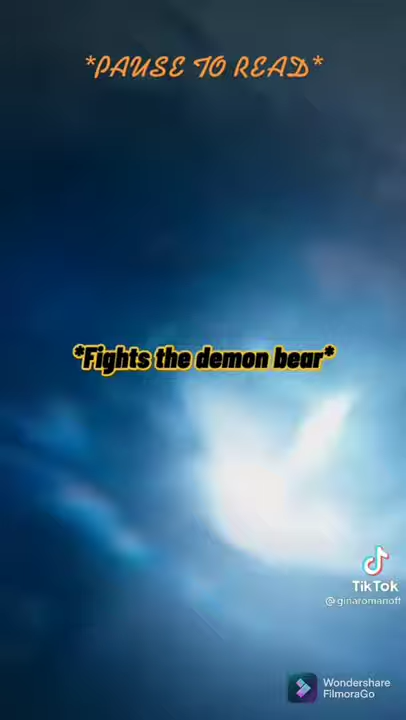 *PAUSE TO READ*
*Fights the demon bear*
TikTok
@ginaromanoff
Wondershare
FilmoraGo